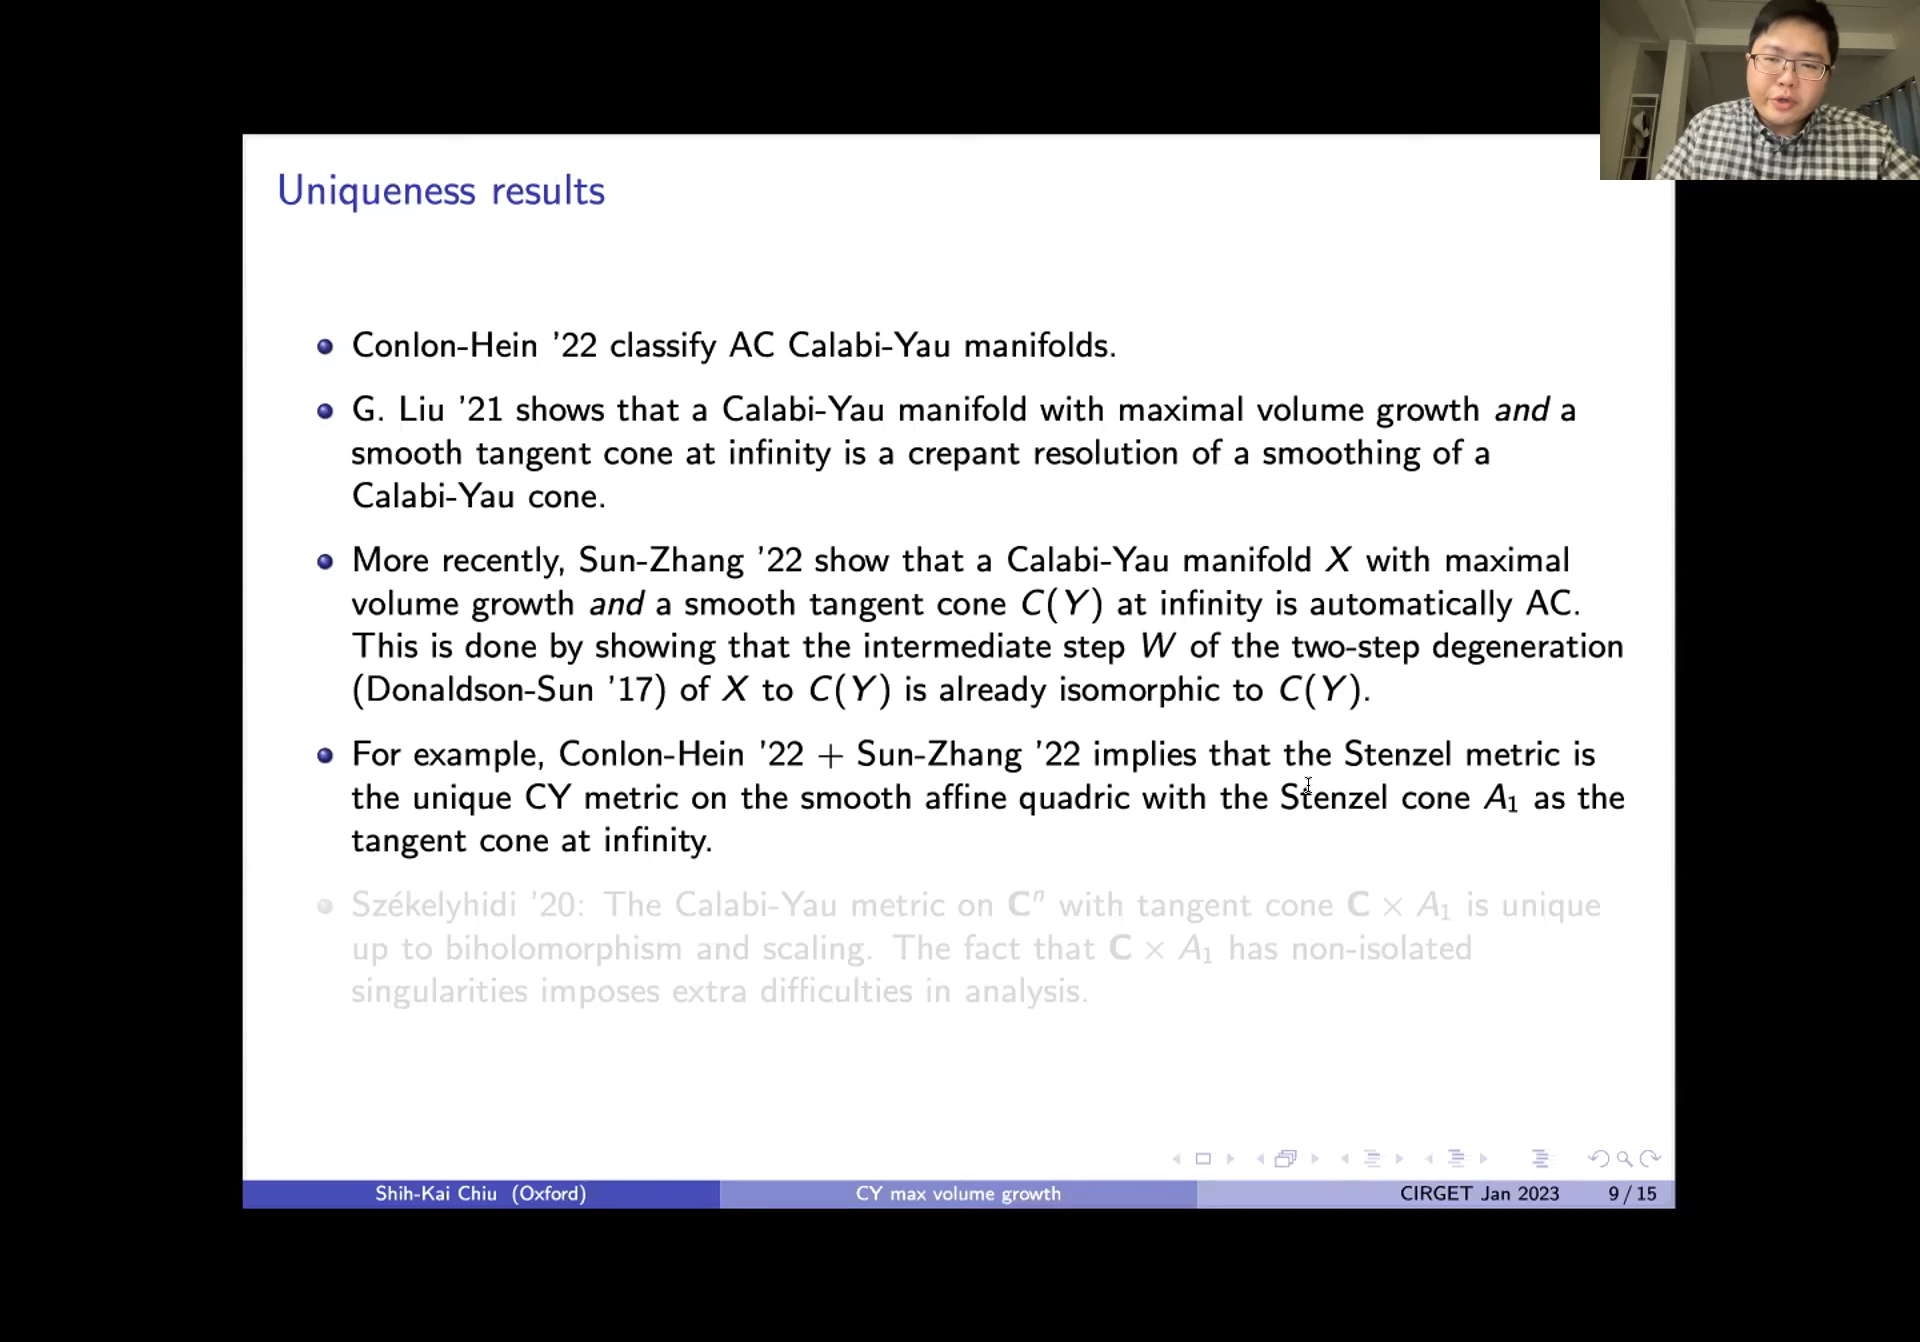 Uniqueness results
Conlon-Hein ’22 classify AC Calabi-Yau manifolds.
G. Liu ’21 shows that a Calabi-Yau manifold with maximal volume growth and a
smooth tangent cone at infinity is a crepant resolution of a smoothing of a
Calabi-Yau cone.
More recently, Sun-Zhang ’22 show that a Calabi-Yau manifold X with maximal
volume growth and a smooth tangent cone C(Y) at infinity is automatically AC.
This is done by showing that the intermediate step W of the two-step degeneration
(Donaldson-Sun ’17) of X to C(Y) is already isomorphic to C(Y).
For example, Conlon-Hein ’22 + Sun-Zhang ’22 implies that the Stenzel metric is
the unique CY metric on the smooth affine quadric with the Stenzel cone A₁ as the
tangent cone at infinity.
Székelyhidi ’20: The Calabi-Yau metric on Cⁿ with tangent cone C × A₁ is unique
up to biholomorphism and scaling. The fact that C × A₁ has non-isolated
singularities imposes extra difficulties in analysis.
Shih-Kai Chiu (Oxford) CY max volume growth CIRGET Jan 2023 9 / 15